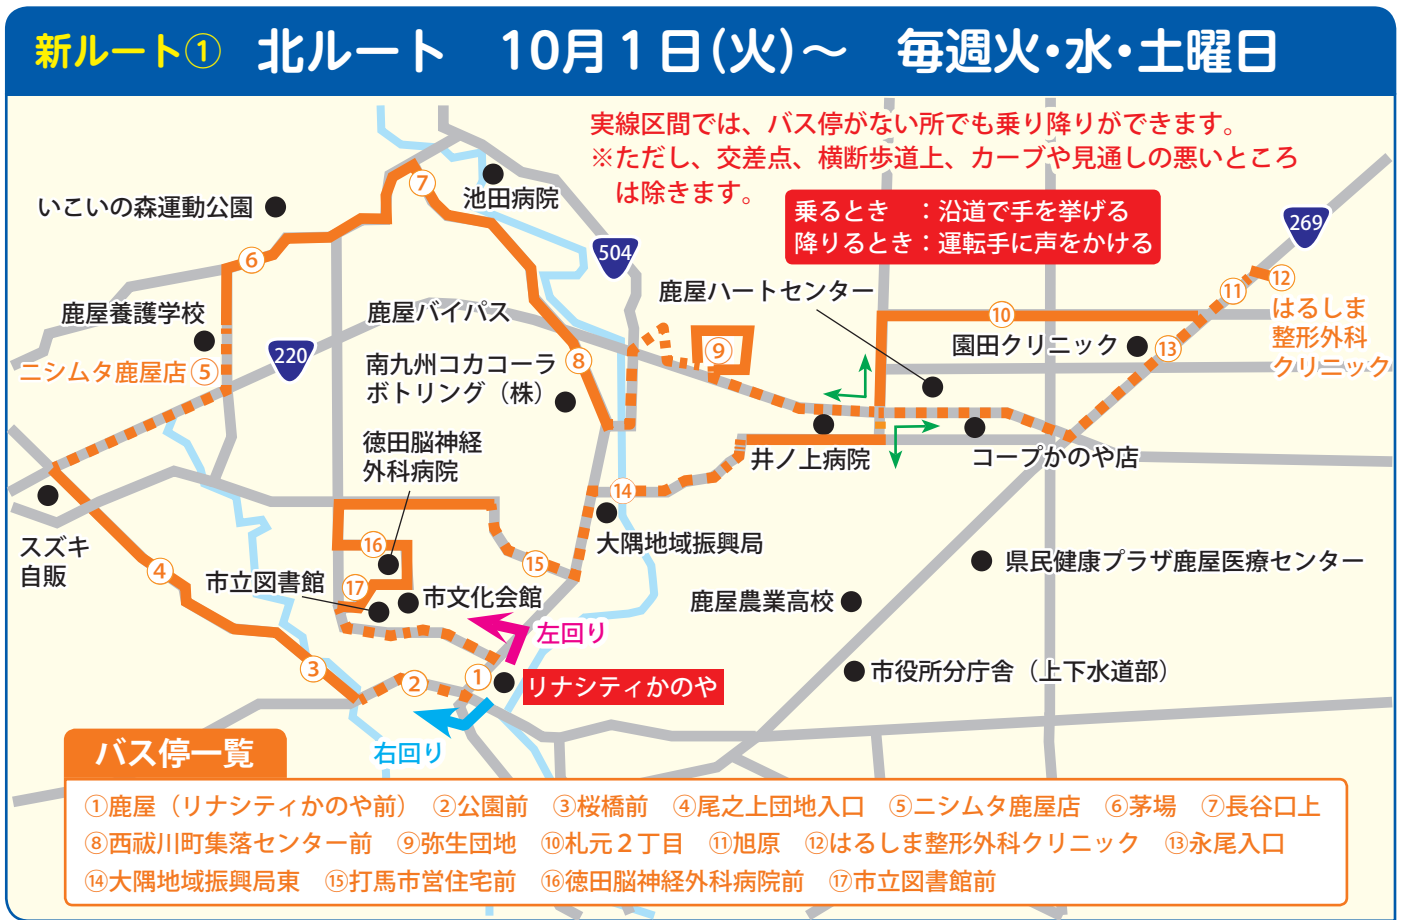 新ルート① 北ルート 10月1日(火)～ 毎週火・水・土曜日
実線区間では、バス停がない所でも乗り降りができます。
※ただし、交差点、横断歩道上、カーブや見通しの悪いところ
は除きます。
乗るとき　：沿道で手を挙げる
降りるとき：運転手に声をかける
⑦
池田病院
いこいの森運動公園
269
504
⑥
⑫
⑪
はるしま
整形外科
クリニック
鹿屋ハートセンター
鹿屋養護学校
鹿屋バイパス
⑩
園田クリニック
⑬
220
ニシムタ鹿屋店 ⑤
南九州コカコーラ
ボトリング（株）
⑧
⑨
徳田脳神経
外科病院
井ノ上病院
コープかのや店
⑭
スズキ
自販
大隅地域振興局
⑯
⑮
④
市立図書館
⑰
市文化会館
県民健康プラザ鹿屋医療センター
鹿屋農業高校
左回り
③
②
①
リナシティかのや
市役所分庁舎（上下水道部）
右回り
バス停一覧
①鹿屋（リナシティかのや前） ②公園前 ③桜橋前 ④尾之上団地入口 ⑤ニシムタ鹿屋店 ⑥茅場 ⑦長谷口上
⑧西祓川町集落センター前 ⑨弥生団地 ⑩札元２丁目 ⑪旭原 ⑫はるしま整形外科クリニック ⑬永尾入口
⑭大隅地域振興局東 ⑮打馬市営住宅前 ⑯徳田脳神経外科病院前 ⑰市立図書館前